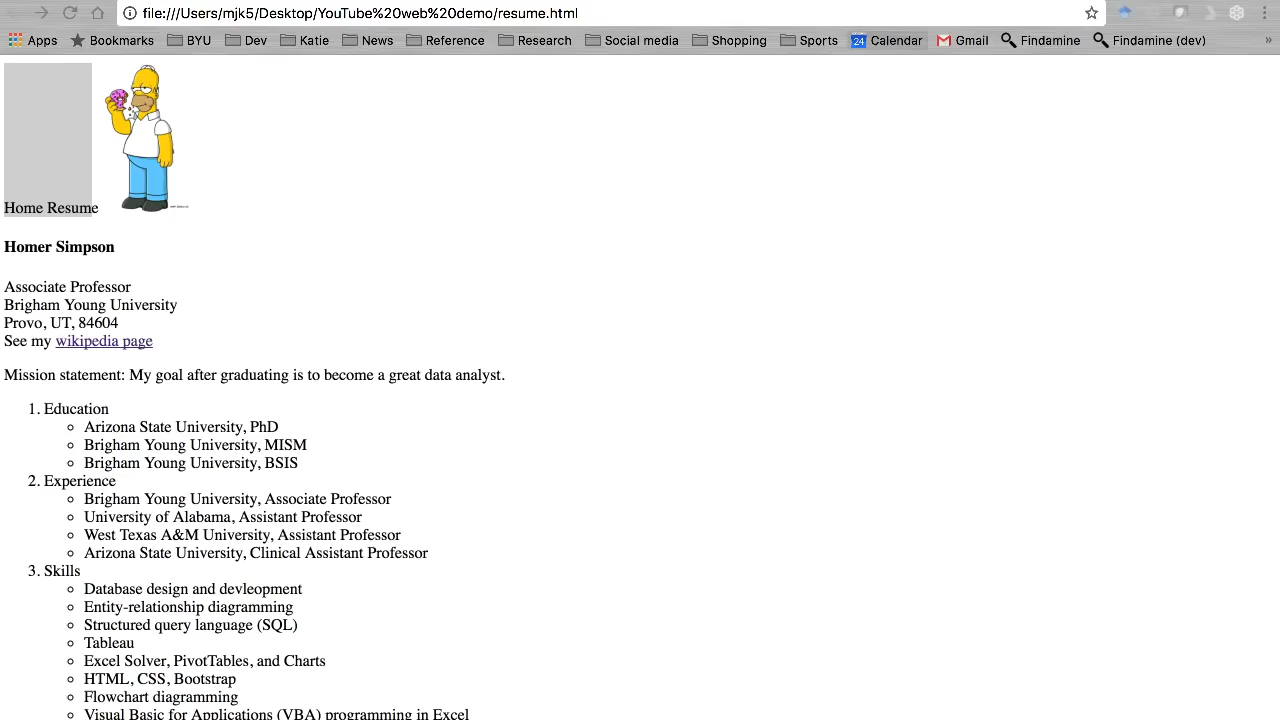 file:///Users/mjk5/Desktop/YouTube%20web%20demo/resume.html
Apps Bookmarks BYU Dev Katie News Reference Research Social media Shopping Sports 24 Calendar Gmail Findamine Findamine (dev) »
Home Resume
Homer Simpson
Associate Professor
Brigham Young University
Provo, UT, 84604
See my wikipedia page
Mission statement: My goal after graduating is to become a great data analyst.
1. Education
Arizona State University, PhD
Brigham Young University, MISM
Brigham Young University, BSIS
2. Experience
Brigham Young University, Associate Professor
University of Alabama, Assistant Professor
West Texas A&M University, Assistant Professor
Arizona State University, Clinical Assistant Professor
3. Skills
Database design and devleopment
Entity-relationship diagramming
Structured query language (SQL)
Tableau
Excel Solver, PivotTables, and Charts
HTML, CSS, Bootstrap
Flowchart diagramming
Visual Basic for Applications (VBA) programming in Excel